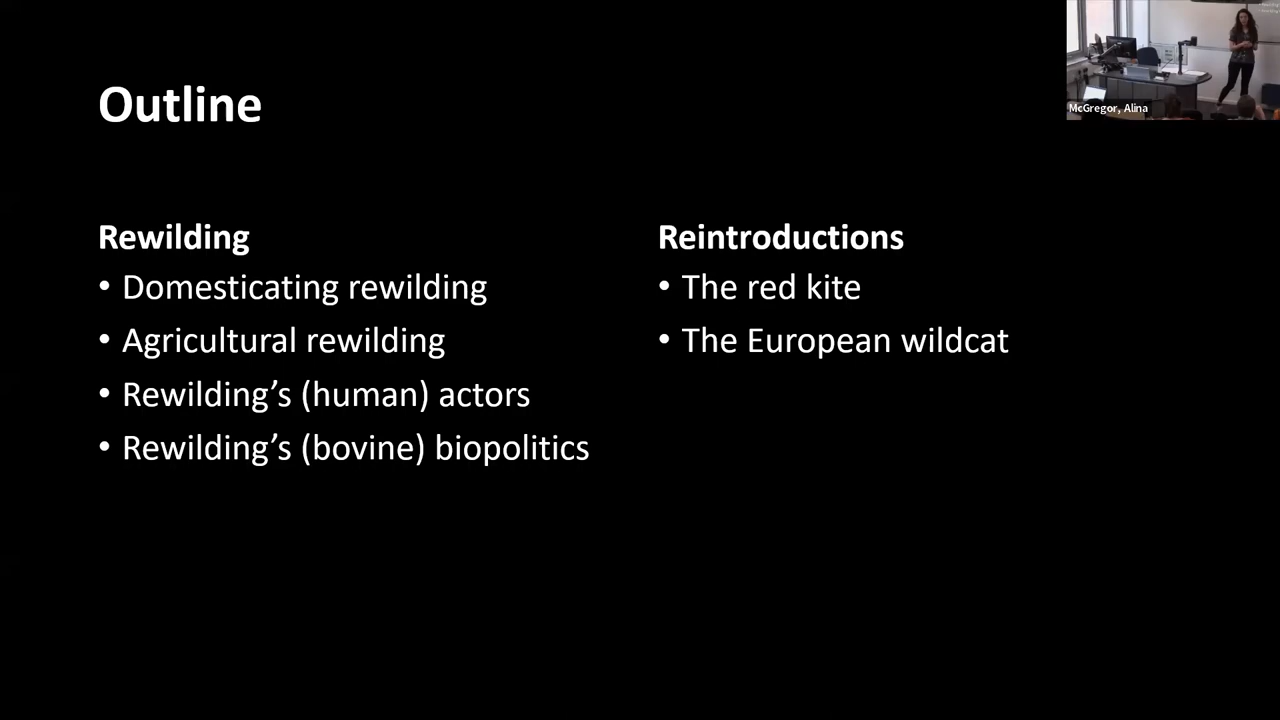 Outline
McGregor, Alina
Rewilding
• Domesticating rewilding
• Agricultural rewilding
• Rewilding’s (human) actors
• Rewilding’s (bovine) biopolitics
Reintroductions
• The red kite
• The European wildcat